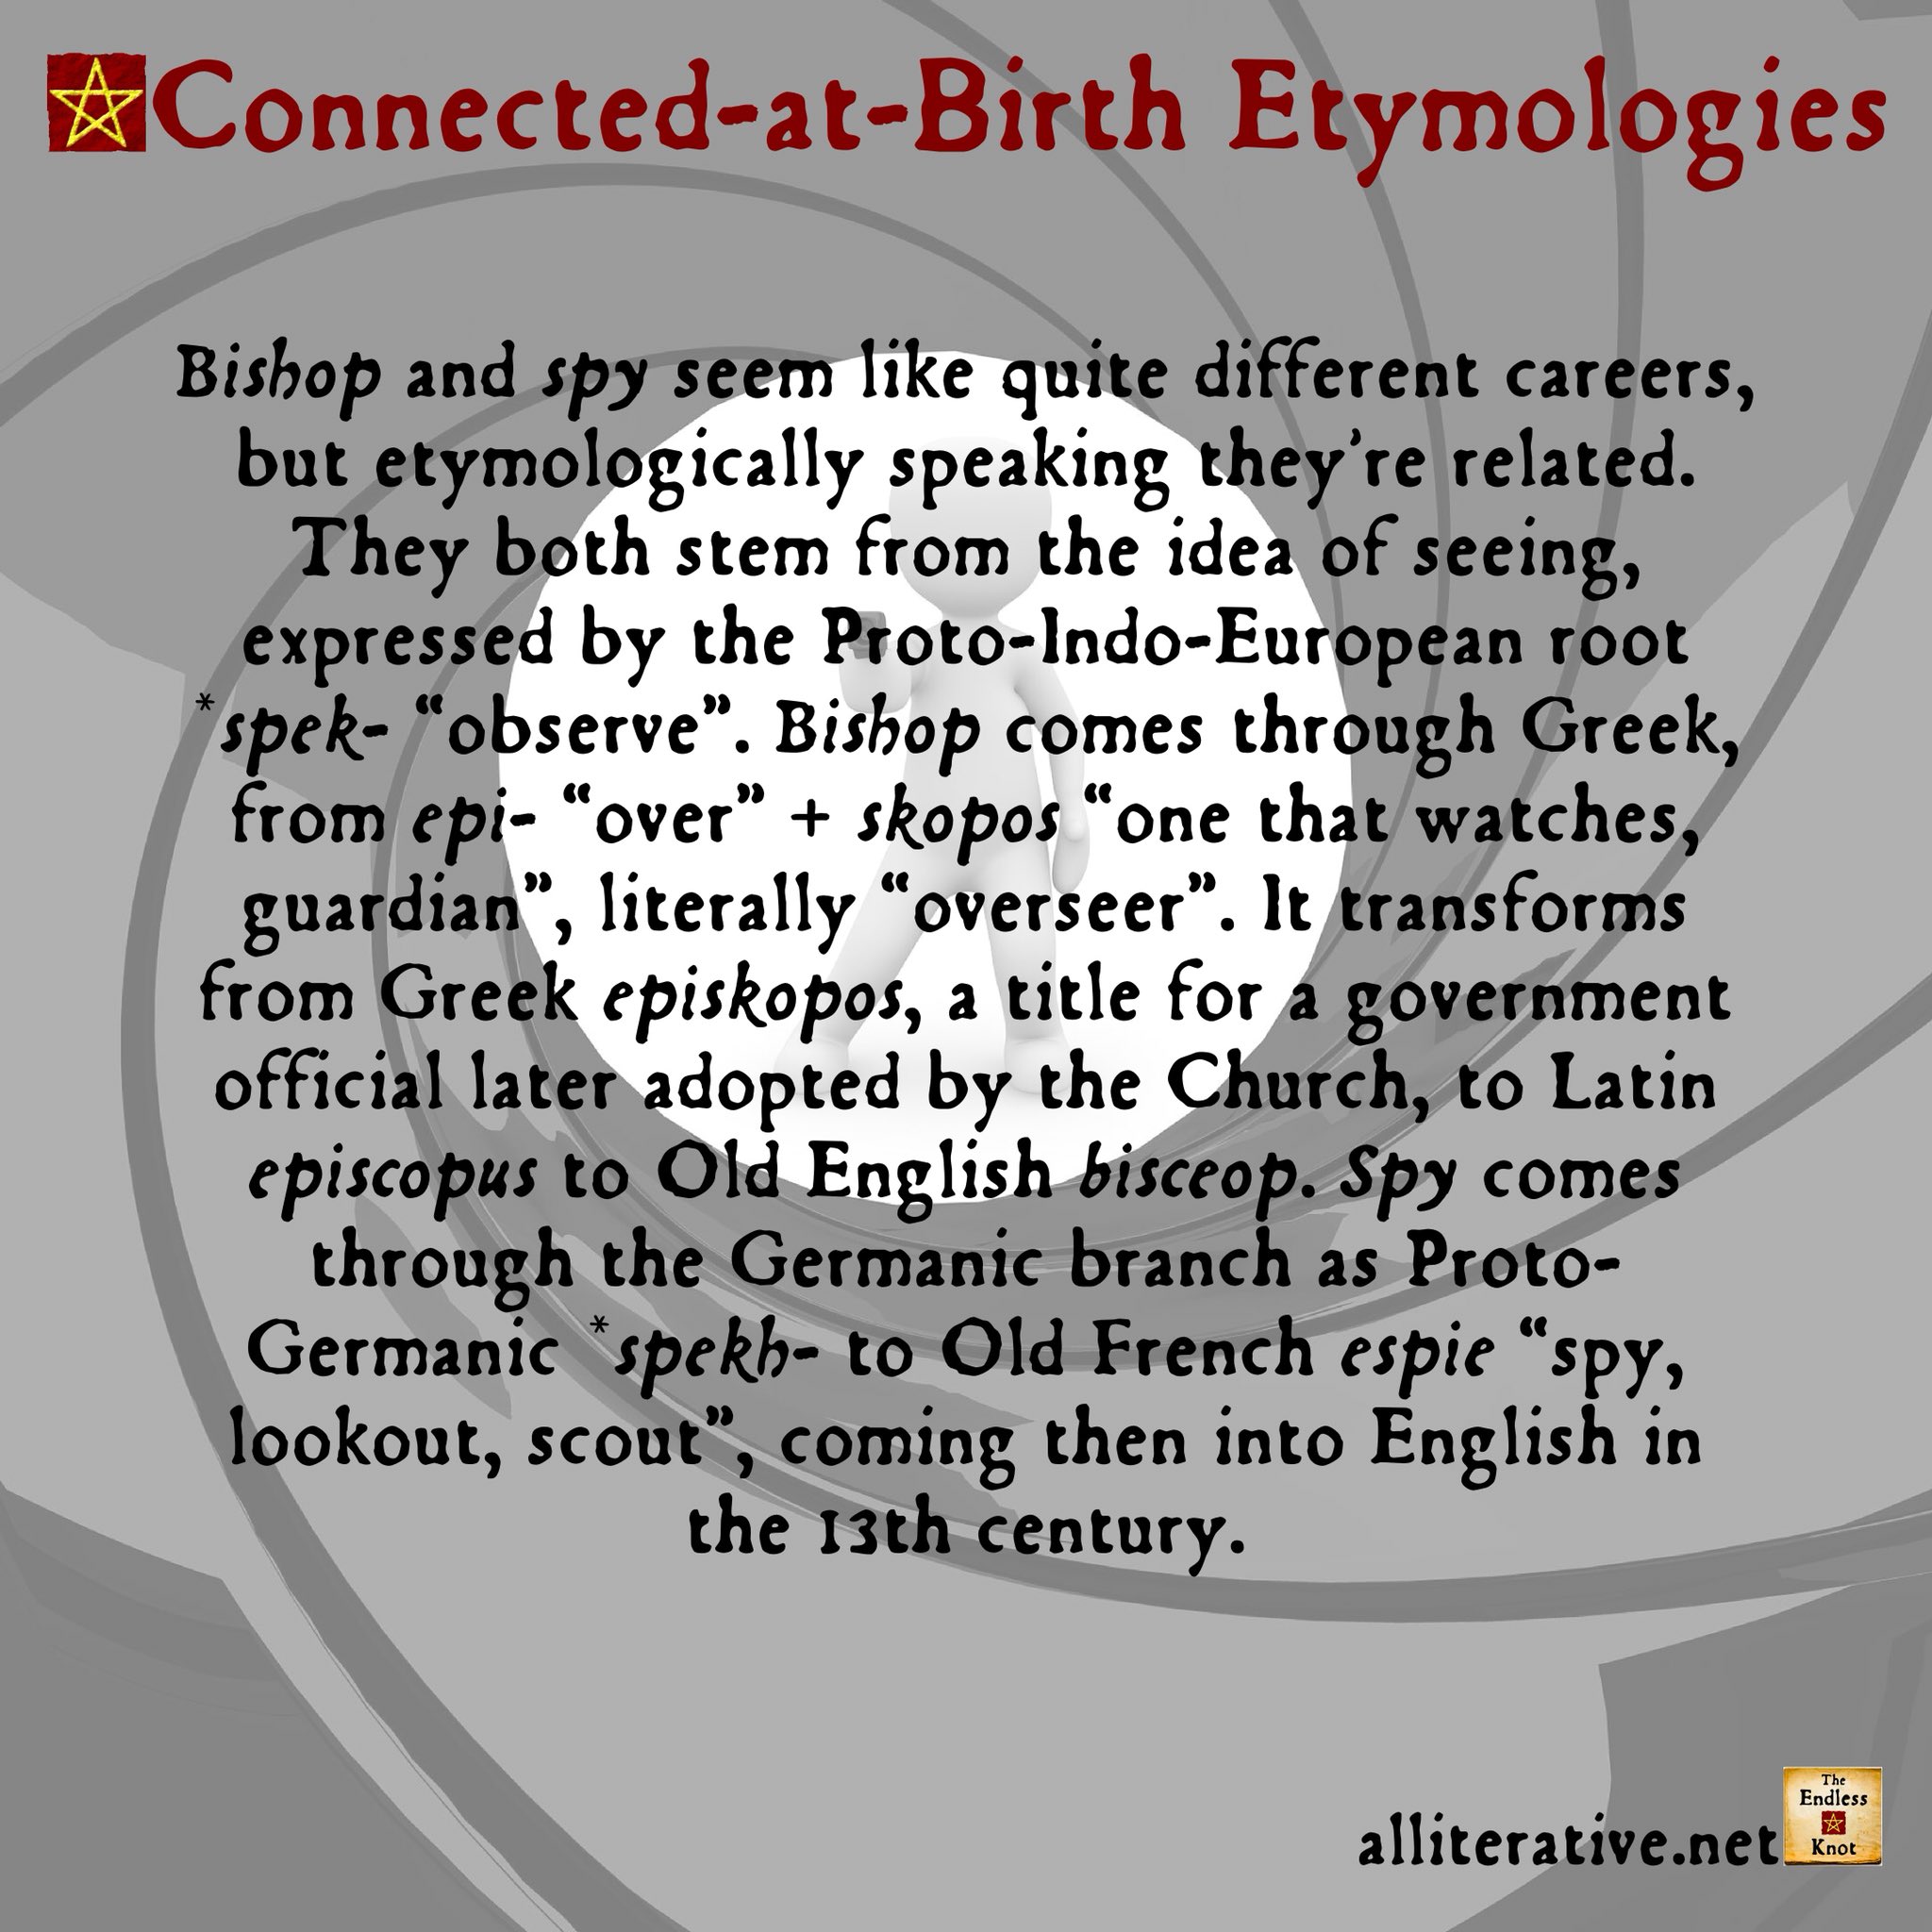 Connected-at-Birth Etymologies
Bishop and spy seem like quite different careers,
but etymologically speaking they’re related.
They both stem from the idea of seeing,
expressed by the Proto-Indo-European root
*spek- “observe”. Bishop comes through Greek,
from epi- “over” + skopos “one that watches,
guardian”, literally “overseer”. It transforms
from Greek episkopos, a title for a government
official later adopted by the Church, to Latin
episcopus to Old English bisceop. Spy comes
through the Germanic branch as Proto-
Germanic *spekh- to Old French espie “spy,
lookout, scout”, coming then into English in
the 13th century.
alliterative.net
The
Endless
Knot